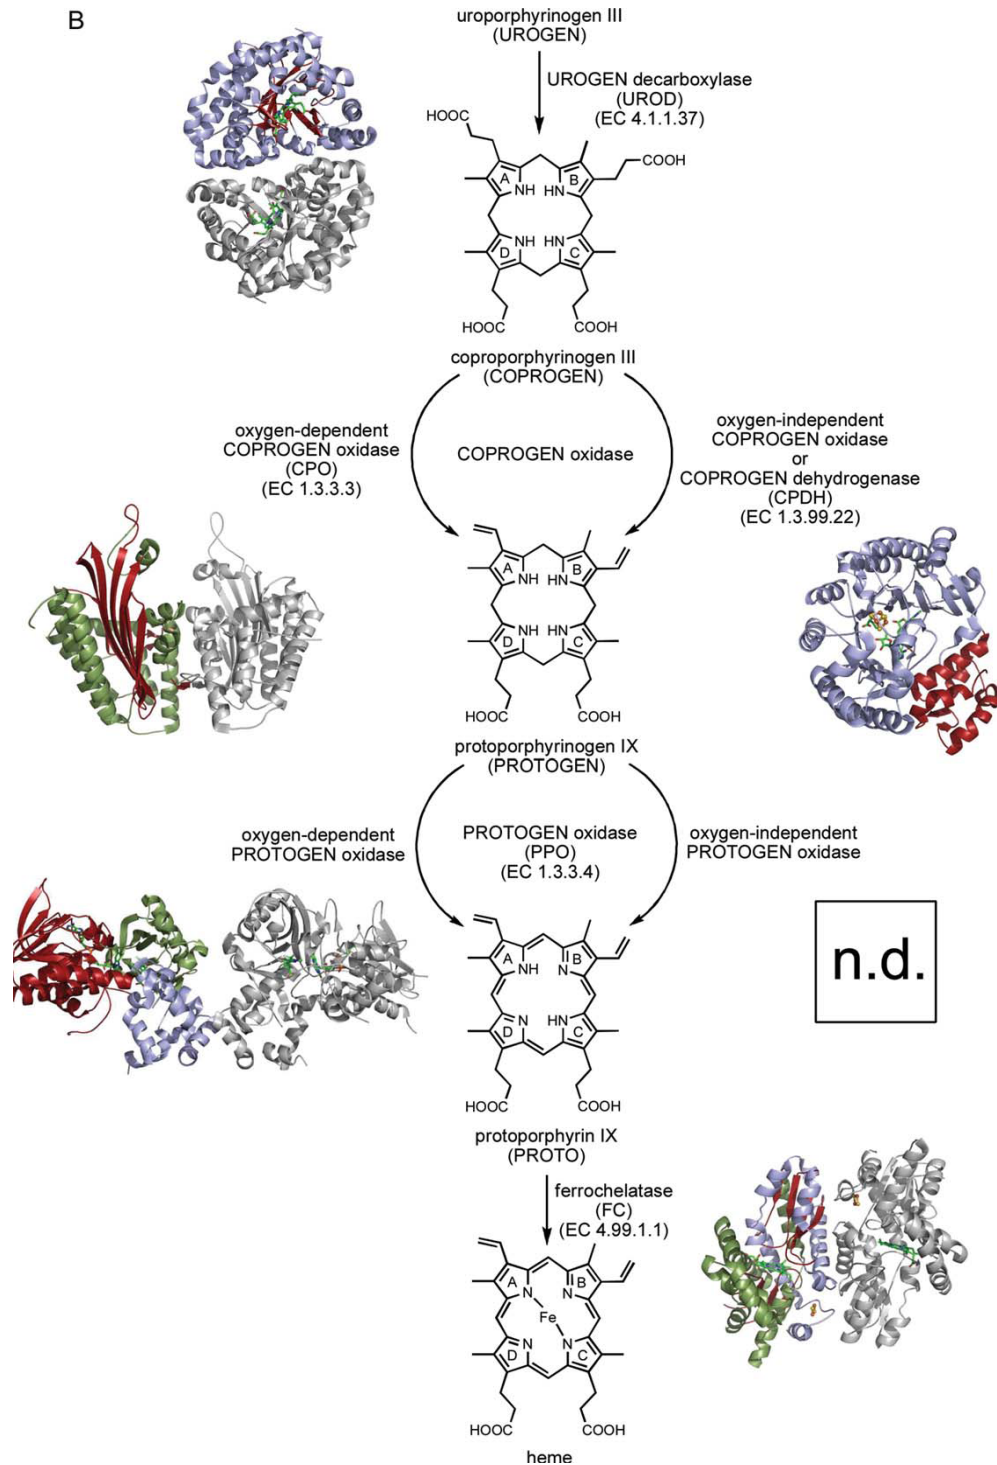 B
uroporphyrinogen III
(UROGEN)
UROGEN decarboxylase
(UROD)
(EC 4.1.1.37)
HOOC
COOH
A
NH
HN
B
D
NH
HN
C
HOOC
COOH
coproporphyrinogen III
(COPROGEN)
oxygen-dependent
COPROGEN oxidase
(CPO)
(EC 1.3.3.3)
COPROGEN oxidase
oxygen-independent
COPROGEN oxidase
or
COPROGEN dehydrogenase
(CPDH)
(EC 1.3.99.22)
A
NH
HN
B
D
NH
HN
C
HOOC
COOH
protoporphyrinogen IX
(PROTOGEN)
oxygen-dependent
PROTOGEN oxidase
PROTOGEN oxidase
(PPO)
(EC 1.3.3.4)
oxygen-independent
PROTOGEN oxidase
n.d.
A
NH
N
B
D
N
HN
C
HOOC
COOH
protoporphyrin IX
(PROTO)
ferrochelatase
(FC)
(EC 4.99.1.1)
A
N
N
B
Fe
D
N
N
C
HOOC
COOH
heme